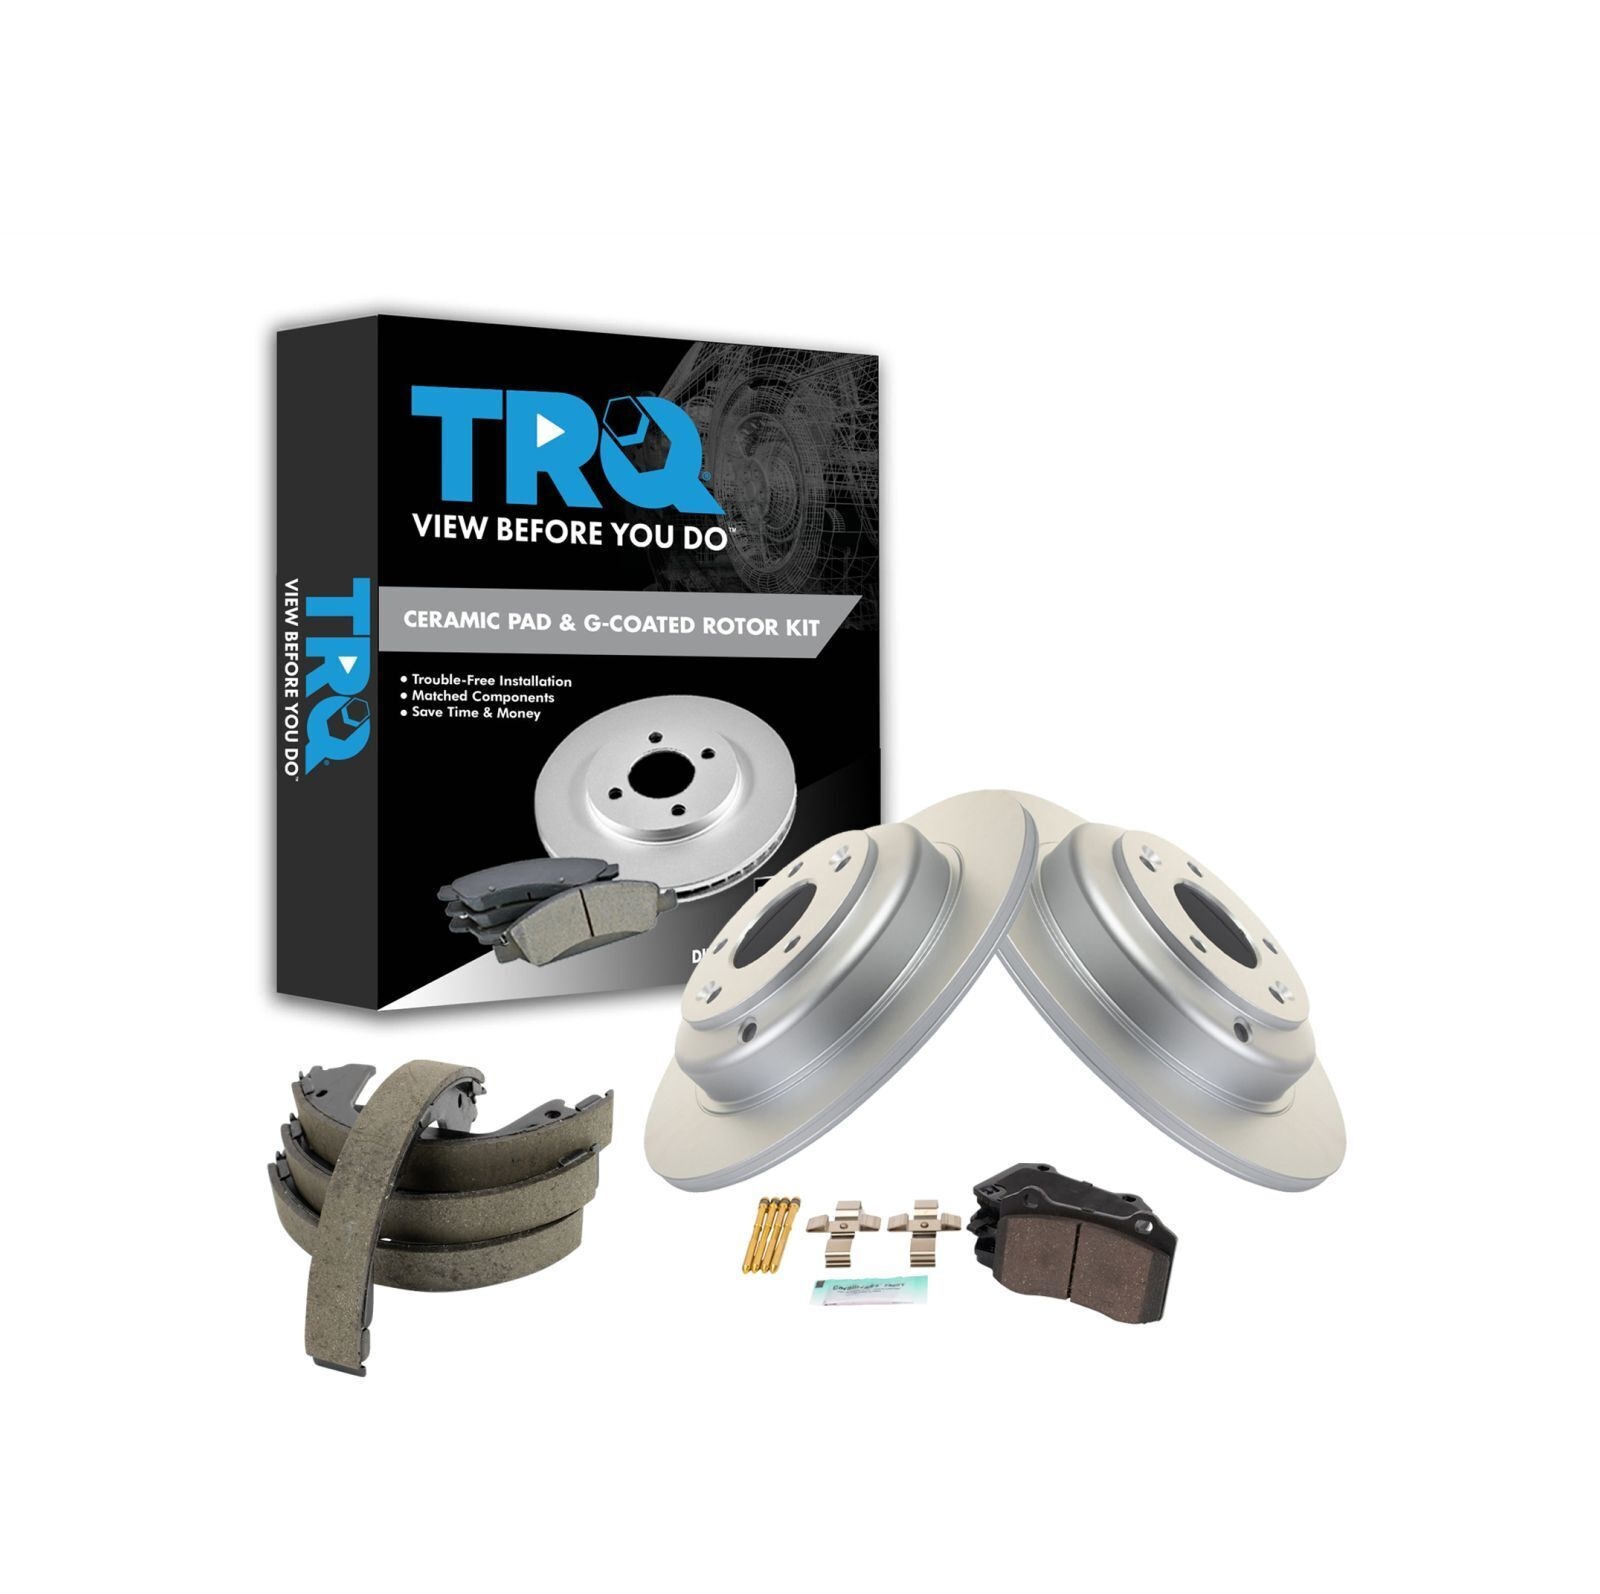 TRQ
VIEW BEFORE YOU DO™
CERAMIC PAD & G-COATED ROTOR KIT
• Trouble-Free Installation
• Matched Components
• Save Time & Money
TRQ
VIEW BEFORE YOU DO™